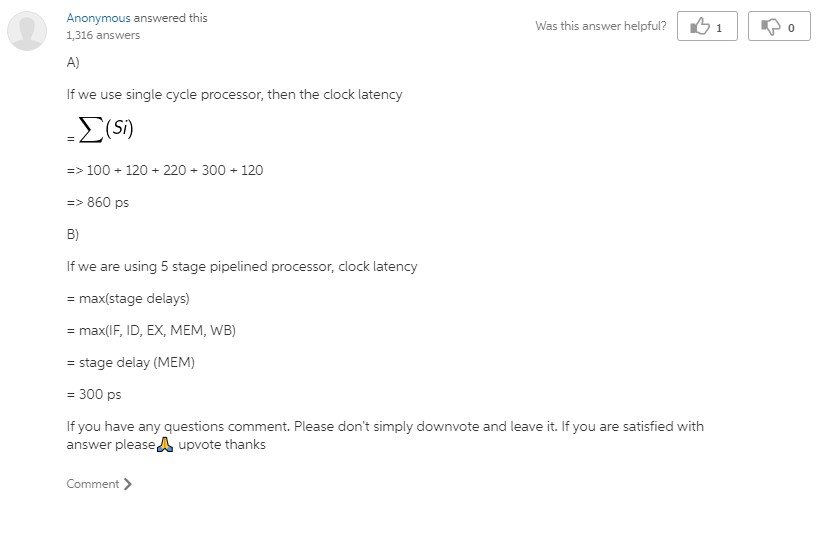 Anonymous answered this
Was this answer helpful?
1
0
1,316 answers
A)
If we use single cycle processor, then the clock latency
= ∑(Si)
=> 100 + 120 + 220 + 300 + 120
=> 860 ps
B)
If we are using 5 stage pipelined processor, clock latency
= max(stage delays)
= max(IF, ID, EX, MEM, WB)
= stage delay (MEM)
= 300 ps
If you have any questions comment. Please don't simply downvote and leave it. If you are satisfied with
answer please🙏 upvote thanks
Comment >